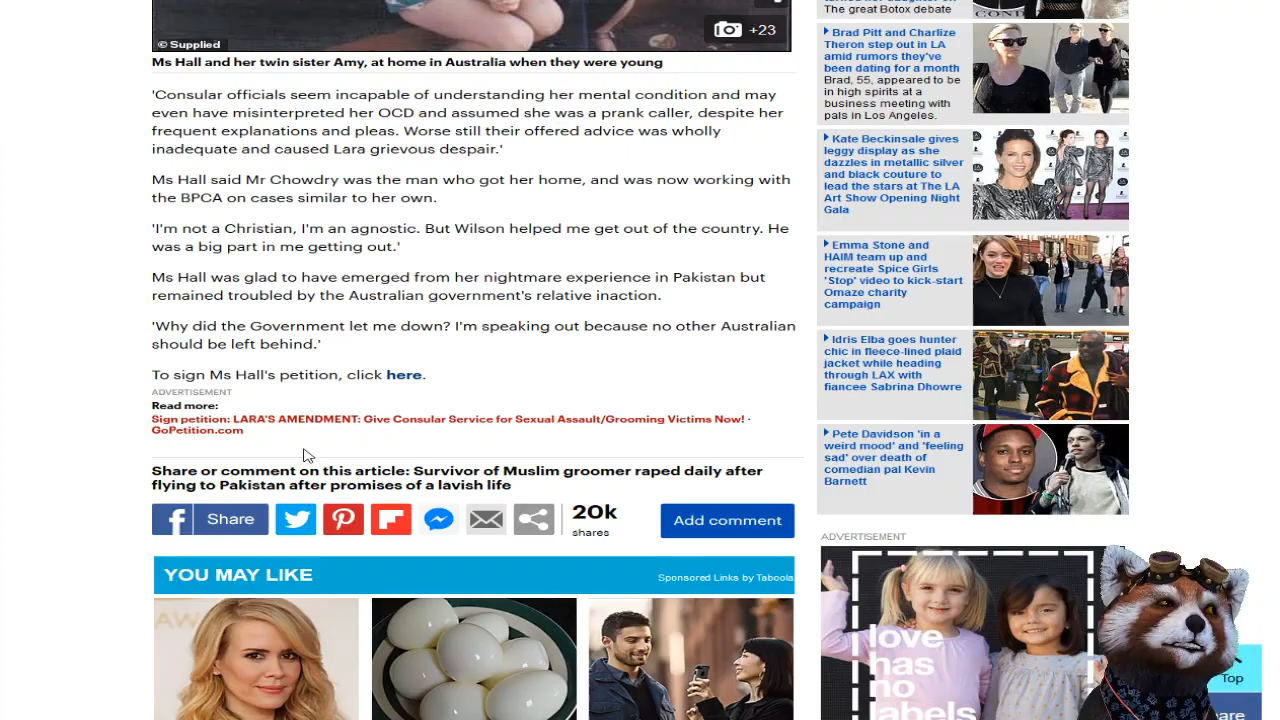 +23
© Supplied
Ms Hall and her twin sister Amy, at home in Australia when they were young
'Consular officials seem incapable of understanding her mental condition and may
even have misinterpreted her OCD and assumed she was a prank caller, despite her
frequent explanations and pleas. Worse still their offered advice was wholly
inadequate and caused Lara grievous despair.'
Ms Hall said Mr Chowdry was the man who got her home, and was now working with
the BPCA on cases similar to her own.
'I'm not a Christian, I'm an agnostic. But Wilson helped me get out of the country. He
was a big part in me getting out.'
Ms Hall was glad to have emerged from her nightmare experience in Pakistan but
remained troubled by the Australian government's relative inaction.
'Why did the Government let me down? I'm speaking out because no other Australian
should be left behind.'
To sign Ms Hall's petition, click here.
ADVERTISEMENT
Read more:
Sign petition: LARA'S AMENDMENT: Give Consular Service for Sexual Assault/Grooming Victims Now! ·
GoPetition.com
Share or comment on this article: Survivor of Muslim groomer raped daily after
flying to Pakistan after promises of a lavish life
Share
20k
shares
Add comment
YOU MAY LIKE
Sponsored Links by Taboola
The great Botox debate
Brad Pitt and Charlize
Theron step out in LA
amid rumors they've
been dating for a month
Brad, 55, appeared to be
in high spirits at a
business meeting with
pals in Los Angeles.
Kate Beckinsale gives
leggy display as she
dazzles in metallic silver
and black couture to
lead the stars at The LA
Art Show Opening Night
Gala
Emma Stone and
HAIM team up and
recreate Spice Girls
'Stop' video to kick-start
Omaze charity
campaign
Idris Elba goes hunter
chic in fleece-lined plaid
jacket while heading
through LAX with
fiancee Sabrina Dhowre
Pete Davidson 'in a
weird mood' and 'feeling
sad' over death of
comedian pal Kevin
Barnett
ADVERTISEMENT
love
has
no
labels
Top